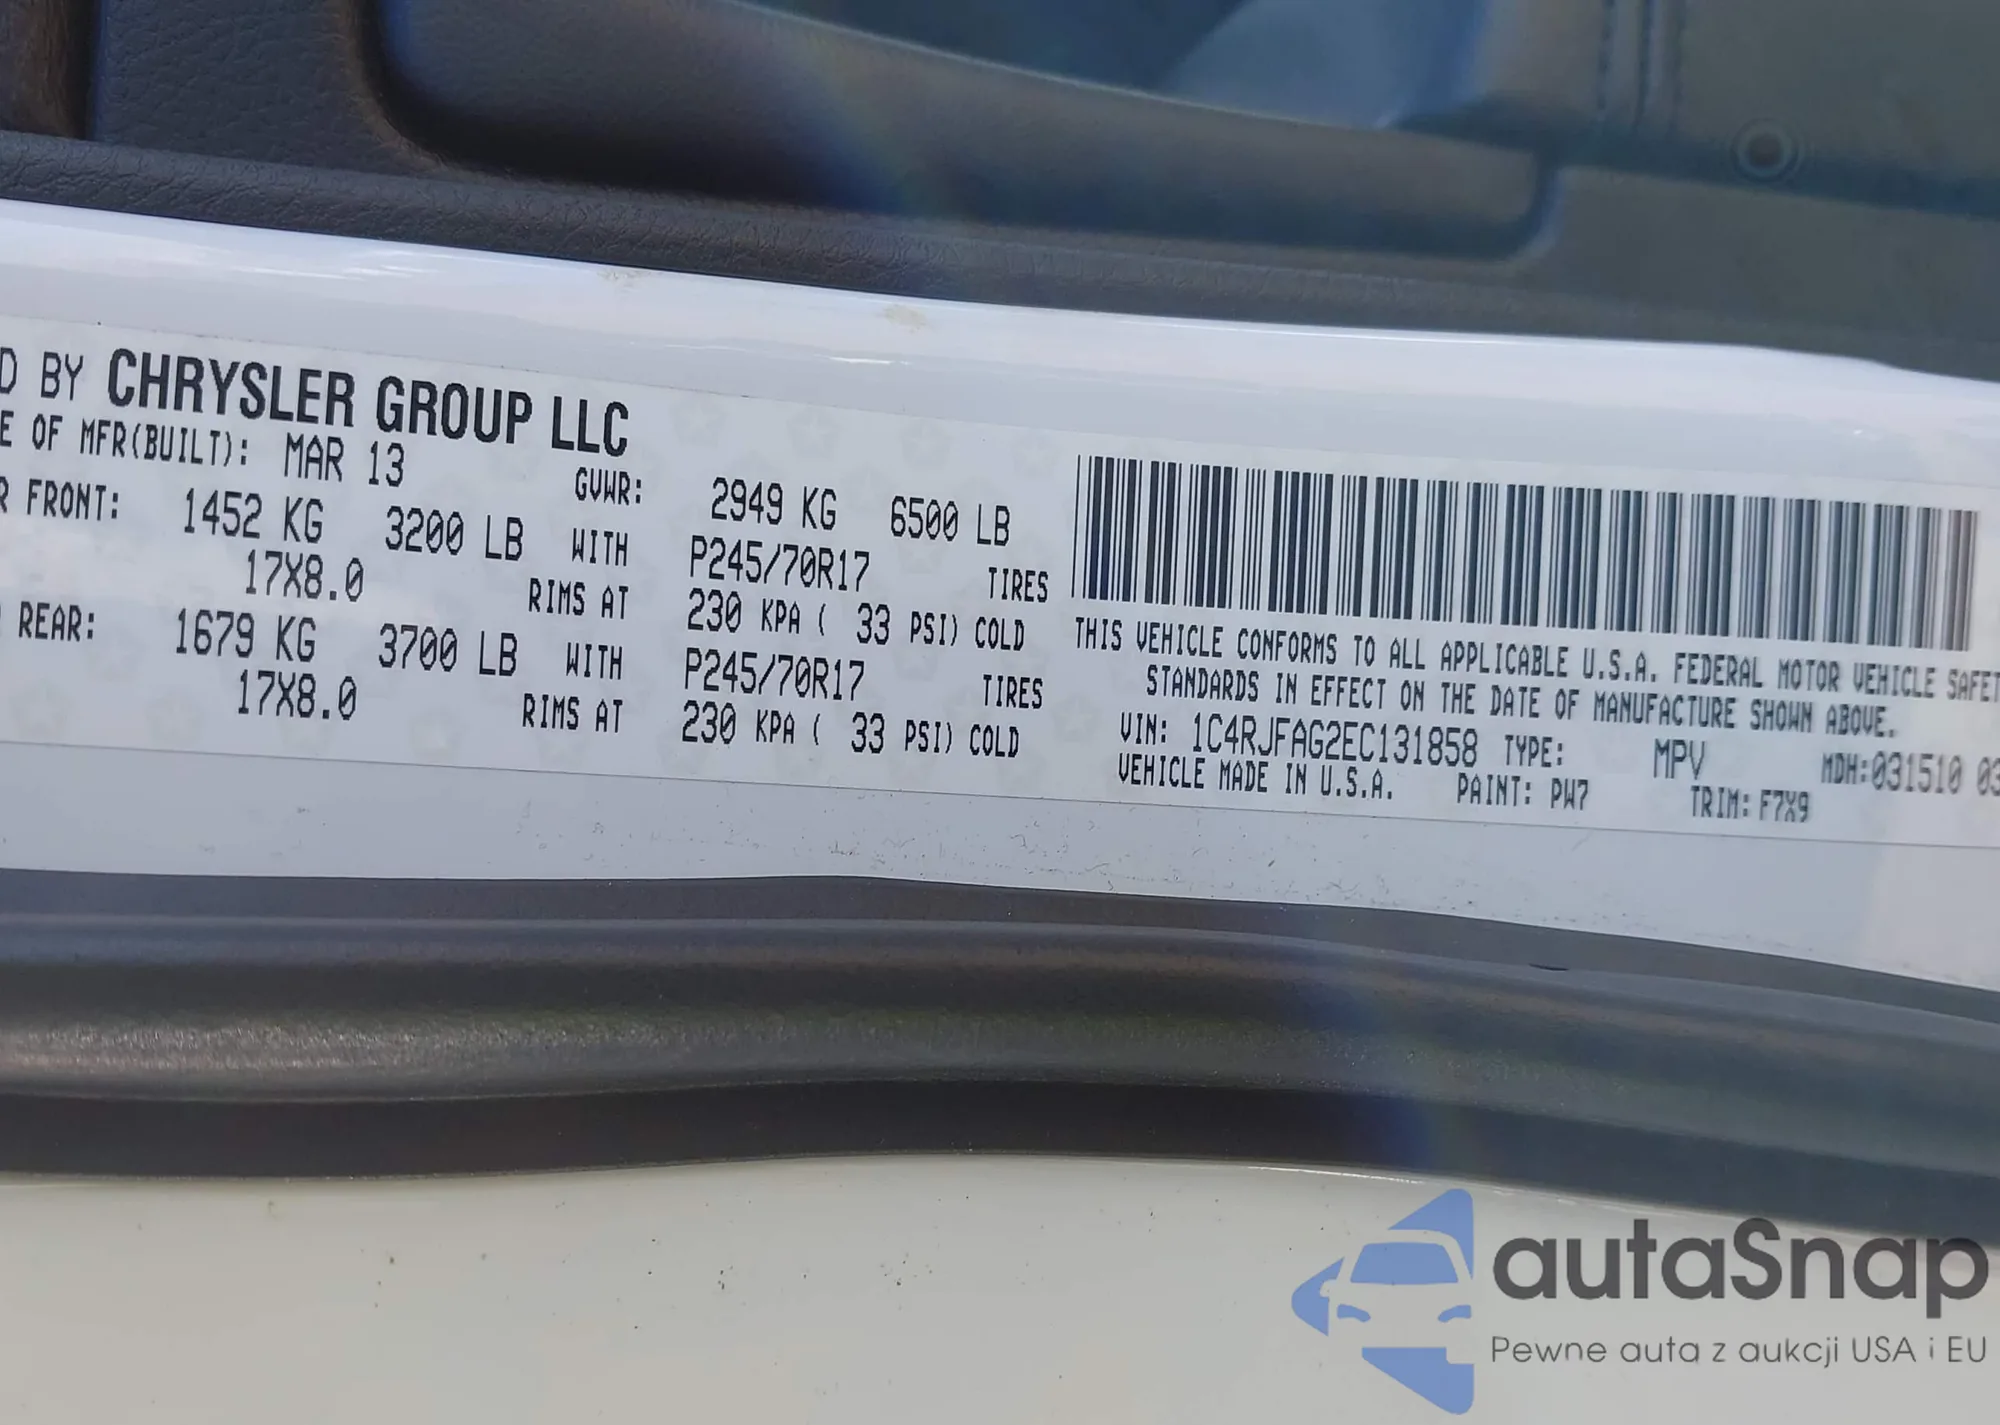 D BY CHRYSLER GROUP LLC
E OF MFR(BUILT): MAR 13 GVWR: 2949 KG 6500 LB
R FRONT: 1452 KG 3200 LB WITH P245/70R17 TIRES
17X8.0 RIMS AT 230 KPA ( 33 PSI) COLD
REAR: 1679 KG 3700 LB WITH P245/70R17 TIRES
17X8.0 RIMS AT 230 KPA ( 33 PSI) COLD
THIS VEHICLE CONFORMS TO ALL APPLICABLE U.S.A. FEDERAL MOTOR VEHICLE SAFET
STANDARDS IN EFFECT ON THE DATE OF MANUFACTURE SHOWN ABOVE.
VIN: 1C4RJFAG2EC131858 TYPE: MPV MDH:031510 03
VEHICLE MADE IN U.S.A. PAINT: PW7 TRIM: F7X9
autaSnap
Pewne auta z aukcji USA i EU